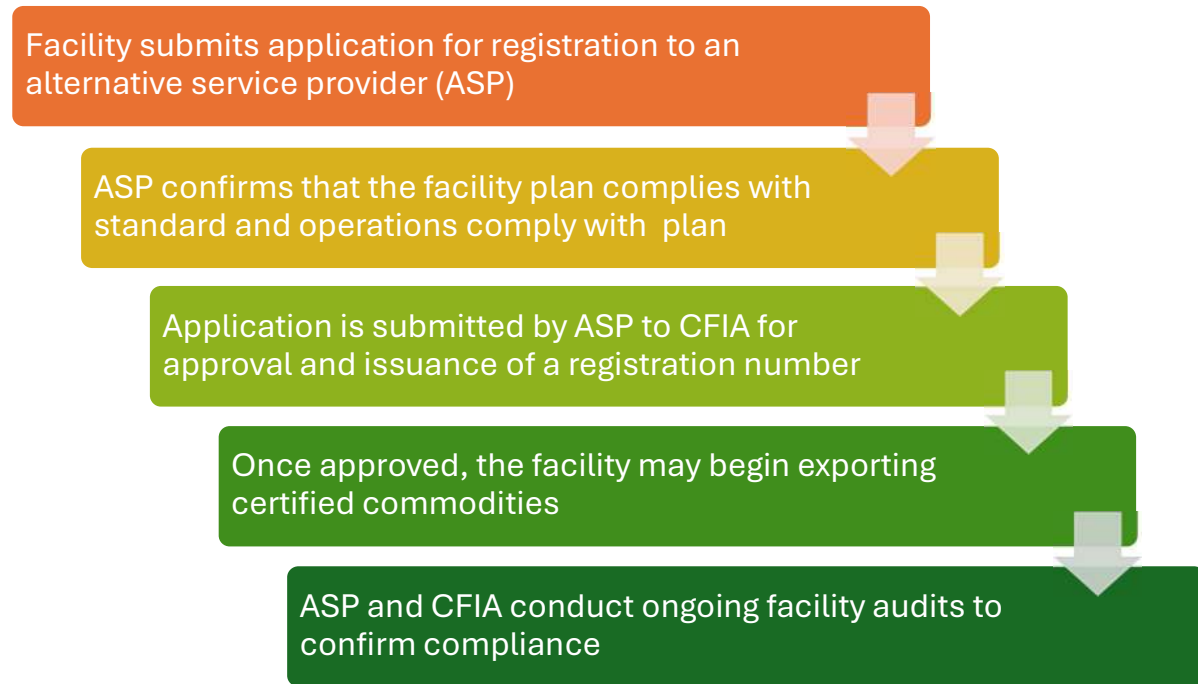 Facility submits application for registration to an
alternative service provider (ASP)
ASP confirms that the facility plan complies with
standard and operations comply with plan
Application is submitted by ASP to CFIA for
approval and issuance of a registration number
Once approved, the facility may begin exporting
certified commodities
ASP and CFIA conduct ongoing facility audits to
confirm compliance